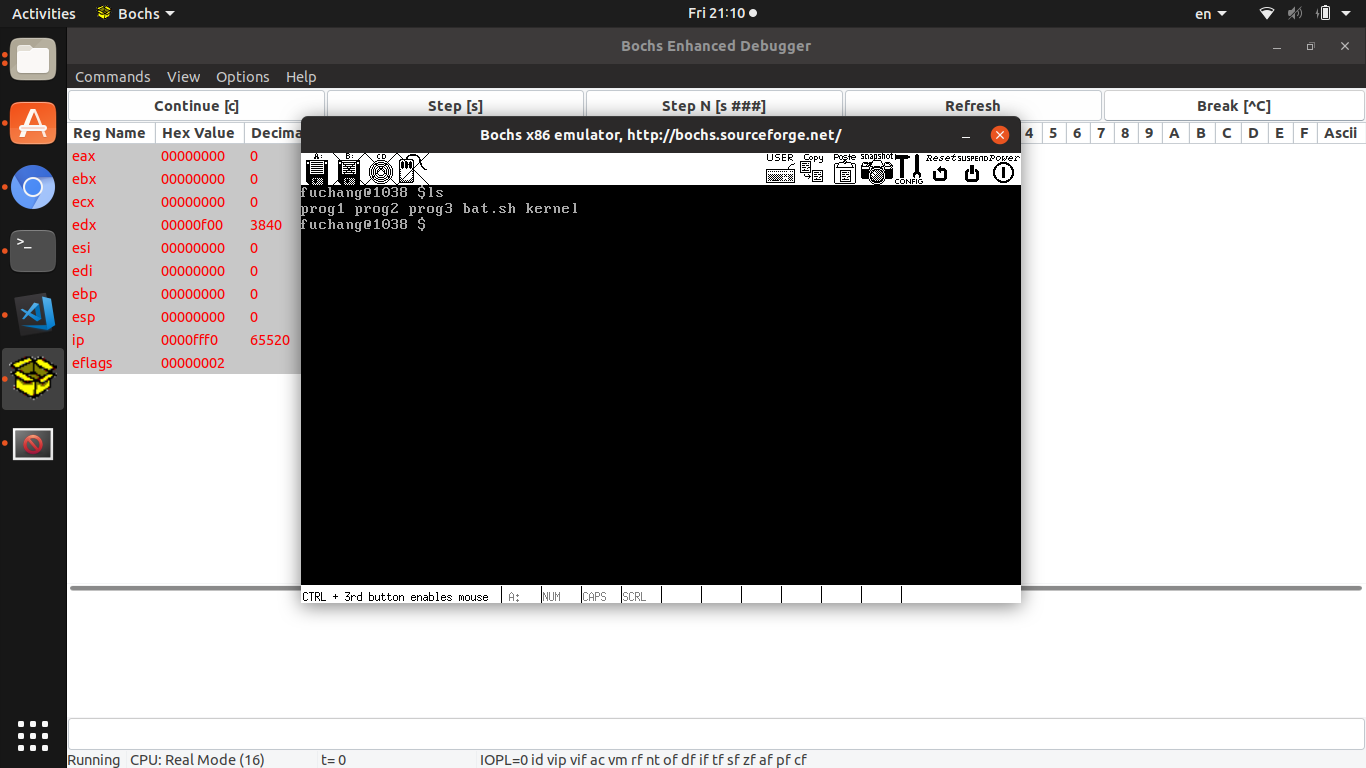 Activities Bochs Fri 21:10 en
Bochs Enhanced Debugger
Commands View Options Help
Continue [c] Step [s] Step N [s ###] Refresh Break [^C]
Reg Name Hex Value Decima 4 5 6 7 8 9 A B C D E F Ascii
eax 00000000 0
ebx 00000000 0
ecx 00000000 0
edx 00000f00 3840
esi 00000000 0
edi 00000000 0
ebp 00000000 0
esp 00000000 0
ip 0000fff0 65520
eflags 00000002
Bochs x86 emulator, http://bochs.sourceforge.net/
A: B: CD USER Copy Paste snapshot CONFIG Reset SUSPEND Power
fuchang@1038 $ls
prog1 prog2 prog3 bat.sh kernel
fuchang@1038 $
CTRL + 3rd button enables mouse A: NUM CAPS SCRL
Running CPU: Real Mode (16) t= 0 IOPL=0 id vip vif ac vm rf nt of df if tf sf zf af pf cf